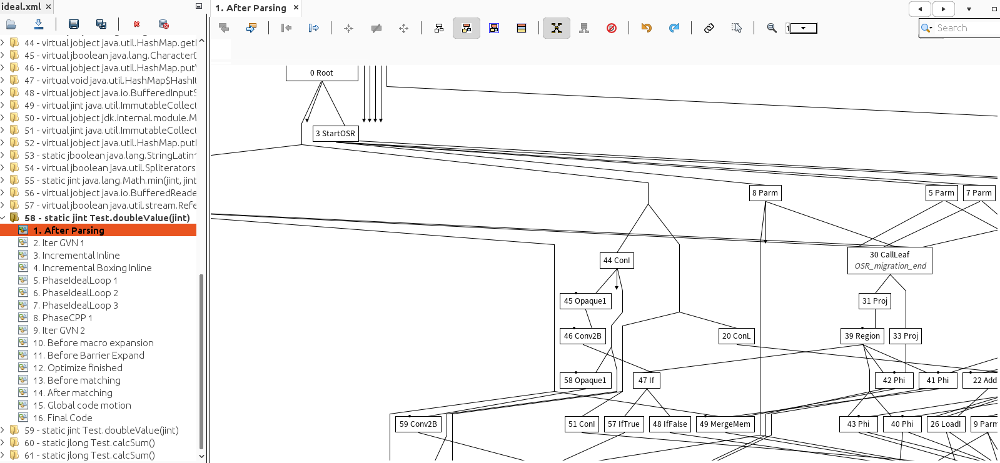 ideal.xml
1. After Parsing
1
Search
44 - virtual jobject java.util.HashMap.get
45 - virtual jboolean java.lang.Character
46 - virtual jobject java.util.HashMap.put
47 - virtual void java.util.HashMap$HashIt
48 - virtual jobject java.io.BufferedInputS
49 - virtual jint java.util.ImmutableCollect
50 - virtual jobject jdk.internal.module.M
51 - virtual jint java.util.ImmutableCollect
52 - virtual jobject java.util.HashMap.put
53 - static jboolean java.lang.StringLatin
54 - virtual jboolean java.util.Spliterators
55 - static jint java.lang.Math.min(jint, jint
56 - virtual jobject java.io.BufferedReade
57 - virtual jboolean java.util.stream.Refe
58 - static jint Test.doubleValue(jint)
1. After Parsing
2. Iter GVN 1
3. Incremental Inline
4. Incremental Boxing Inline
5. PhaseIdealLoop 1
6. PhaseIdealLoop 2
7. PhaseIdealLoop 3
8. PhaseCPP 1
9. Iter GVN 2
10. Before macro expansion
11. Before Barrier Expand
12. Optimize finished
13. Before matching
14. After matching
15. Global code motion
16. Final Code
59 - static jint Test.doubleValue(jint)
60 - static jlong Test.calcSum()
61 - static jlong Test.calcSum()
0 Root
3 StartOSR
8 Parm
5 Parm
7 Parm
44 ConI
30 CallLeaf
OSR_migration_end
45 Opaque1
31 Proj
46 Conv2B
20 ConL
39 Region
33 Proj
58 Opaque1
47 If
42 Phi
41 Phi
22 Add
59 Conv2B
51 ConI
57 IfTrue
48 IfFalse
49 MergeMem
43 Phi
40 Phi
26 LoadI
9 Parm